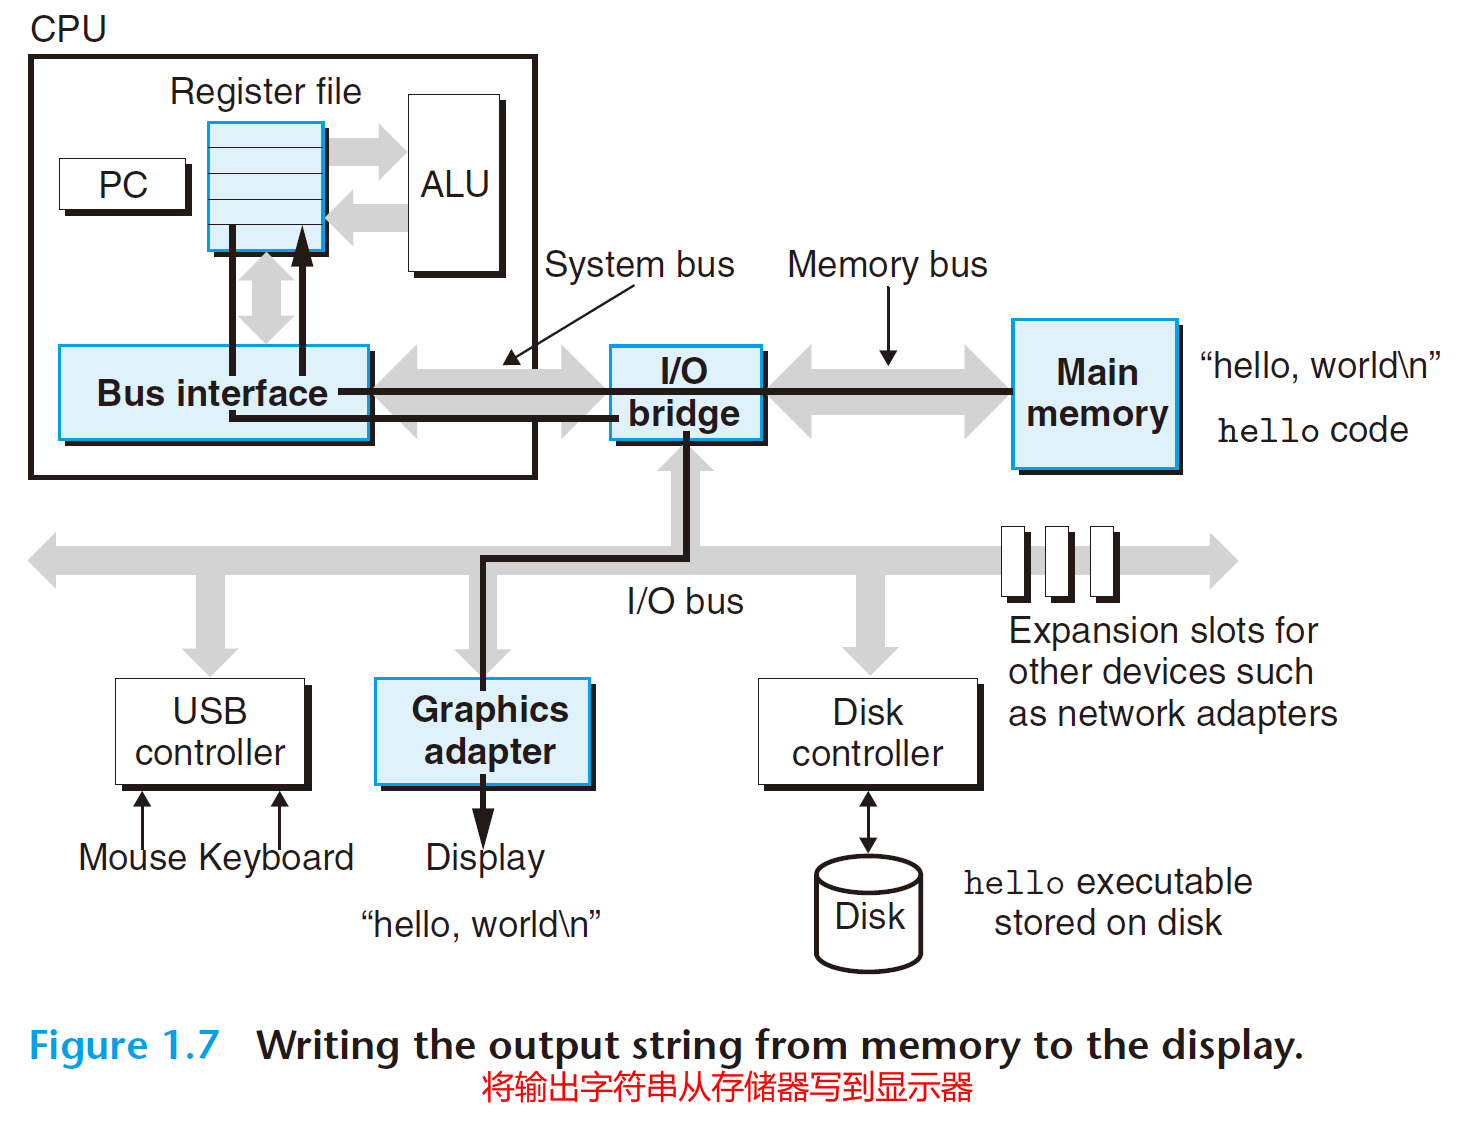 CPU
Register file
PC
ALU
System bus
Memory bus
Bus interface
I/O
bridge
Main
memory
“hello, world\n”
hello code
I/O bus
Expansion slots for
other devices such
as network adapters
USB
controller
Graphics
adapter
Disk
controller
Mouse Keyboard
Display
“hello, world\n”
Disk
hello executable
stored on disk
Figure 1.7 Writing the output string from memory to the display.
将输出字符串从存储器写到显示器